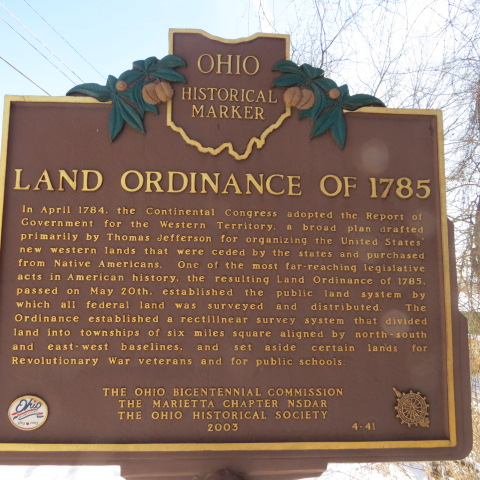 OHIO
HISTORICAL
MARKER
LAND ORDINANCE OF 1785
In April 1784, the Continental Congress adopted the Report of
Government for the Western Territory, a broad plan drafted
primarily by Thomas Jefferson for organizing the United States'
new western lands that were ceded by the states and purchased
from Native Americans. One of the most far-reaching legislative
acts in American history, the resulting Land Ordinance of 1785,
passed on May 20th, established the public land system by
which all federal land was surveyed and distributed. The
Ordinance established a rectilinear survey system that divided
land into townships of six miles square aligned by north-south
and east-west baselines, and set aside certain lands for
Revolutionary War veterans and for public schools.
THE OHIO BICENTENNIAL COMMISSION
THE MARIETTA CHAPTER NSDAR
THE OHIO HISTORICAL SOCIETY
2003
4-41
Ohio